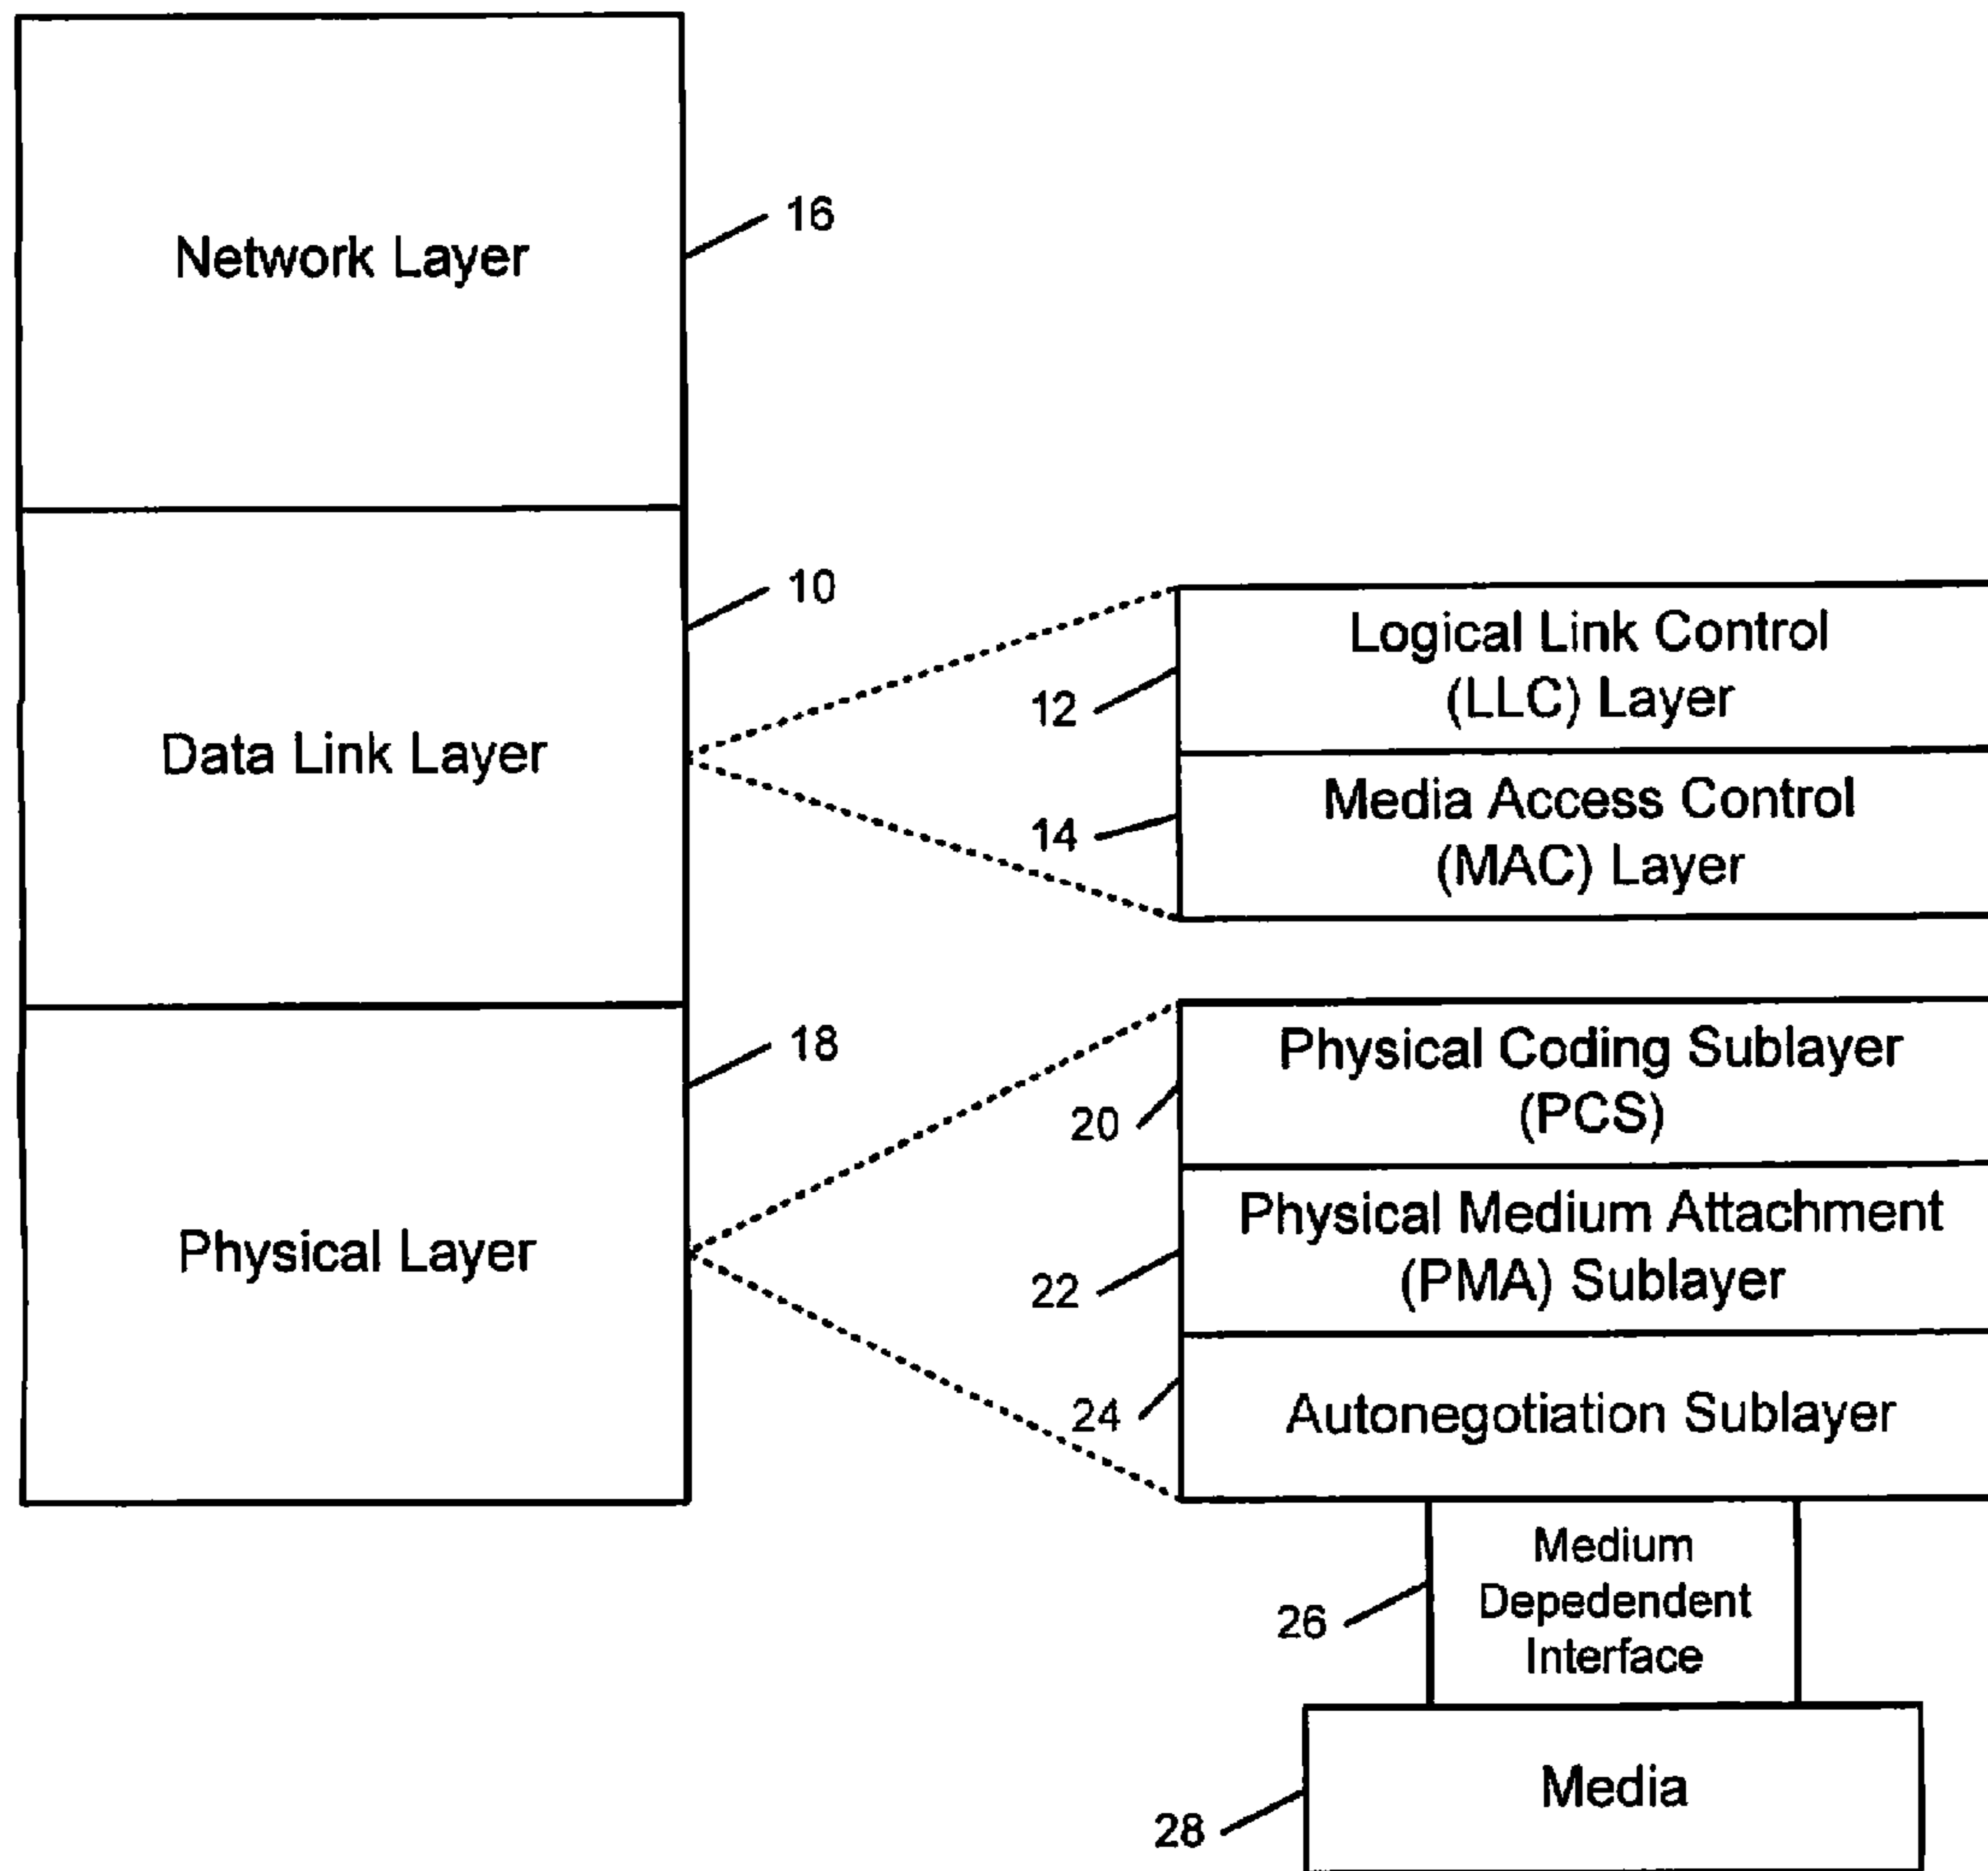 Network Layer
16
Data Link Layer
10
Logical Link Control
(LLC) Layer
12
Media Access Control
(MAC) Layer
14
Physical Layer
18
Physical Coding Sublayer
(PCS)
20
Physical Medium Attachment
(PMA) Sublayer
22
Autonegotiation Sublayer
24
Medium
Depedendent
Interface
26
Media
28